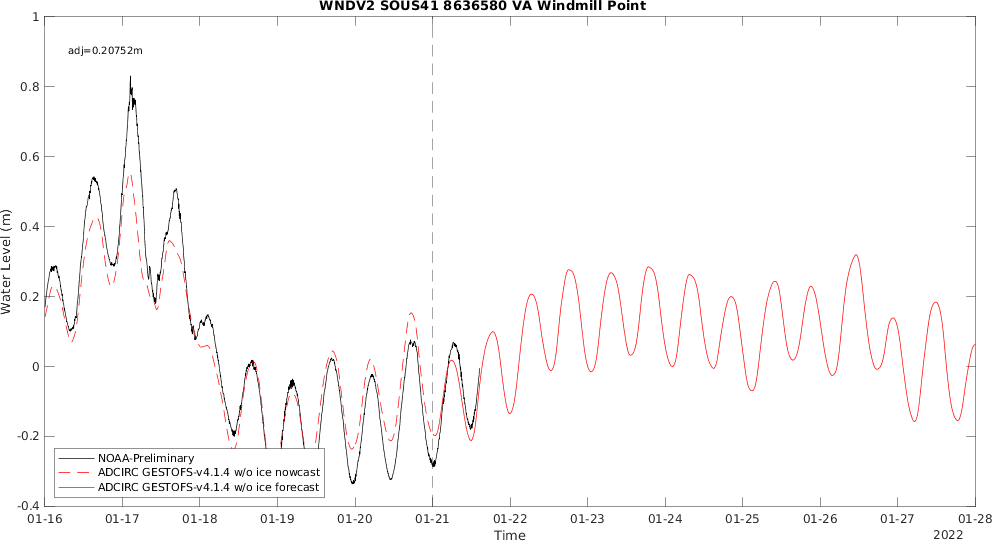 WNDV2 SOUS41 8636580 VA Windmill Point
adj=0.20752m
1
0.8
0.6
0.4
0.2
0
-0.2
-0.4
Water Level (m)
NOAA-Preliminary
ADCIRC GESTOFS-v4.1.4 w/o ice nowcast
ADCIRC GESTOFS-v4.1.4 w/o ice forecast
01-16 01-17 01-18 01-19 01-20 01-21 01-22 01-23 01-24 01-25 01-26 01-27 01-28
Time
2022